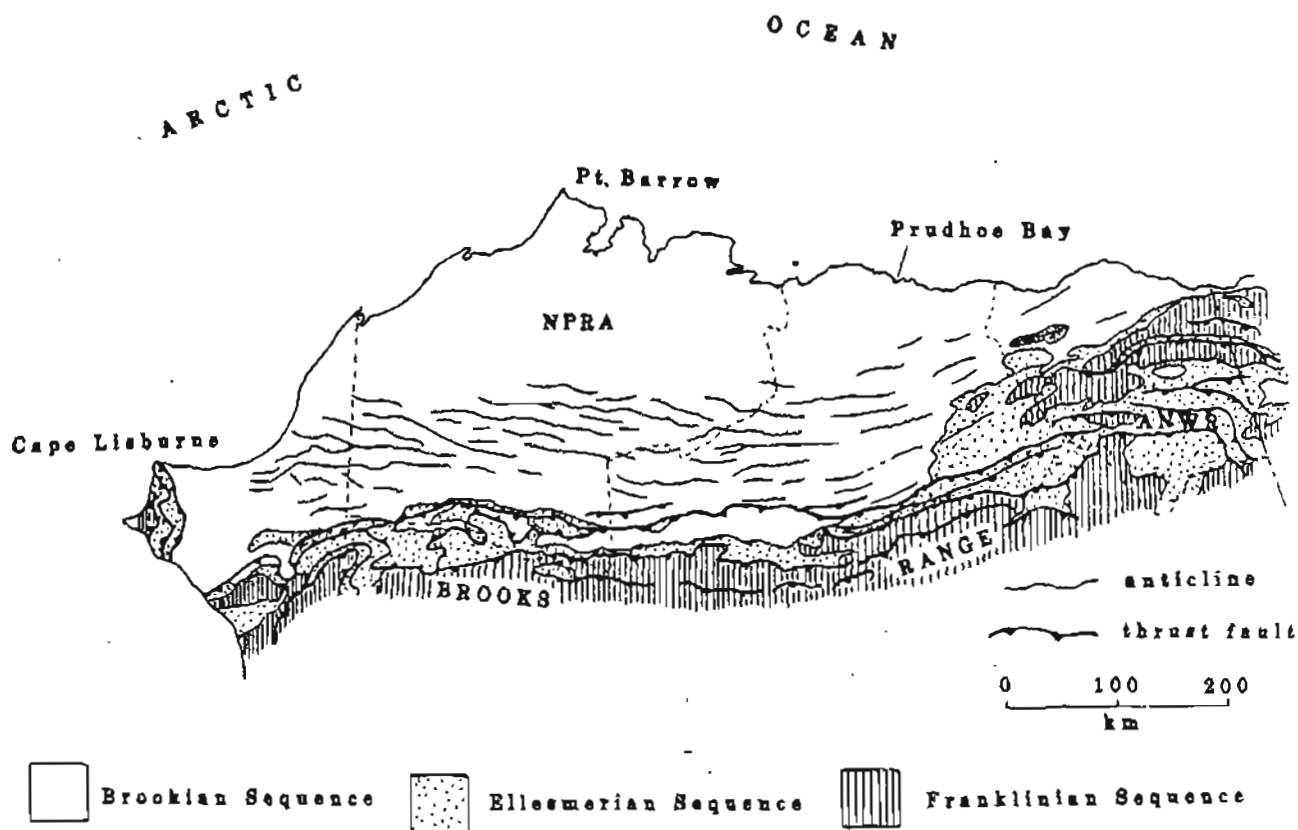 OCEAN
ARCTIC
Pt. Barrow
Prudhoe Bay
NPRA
Cape Lisburne
ANWR
RANGE
BROOKS
anticline
thrust fault
0 100 200
km
Brookian Sequence
Ellesmerian Sequence
Franklinian Sequence